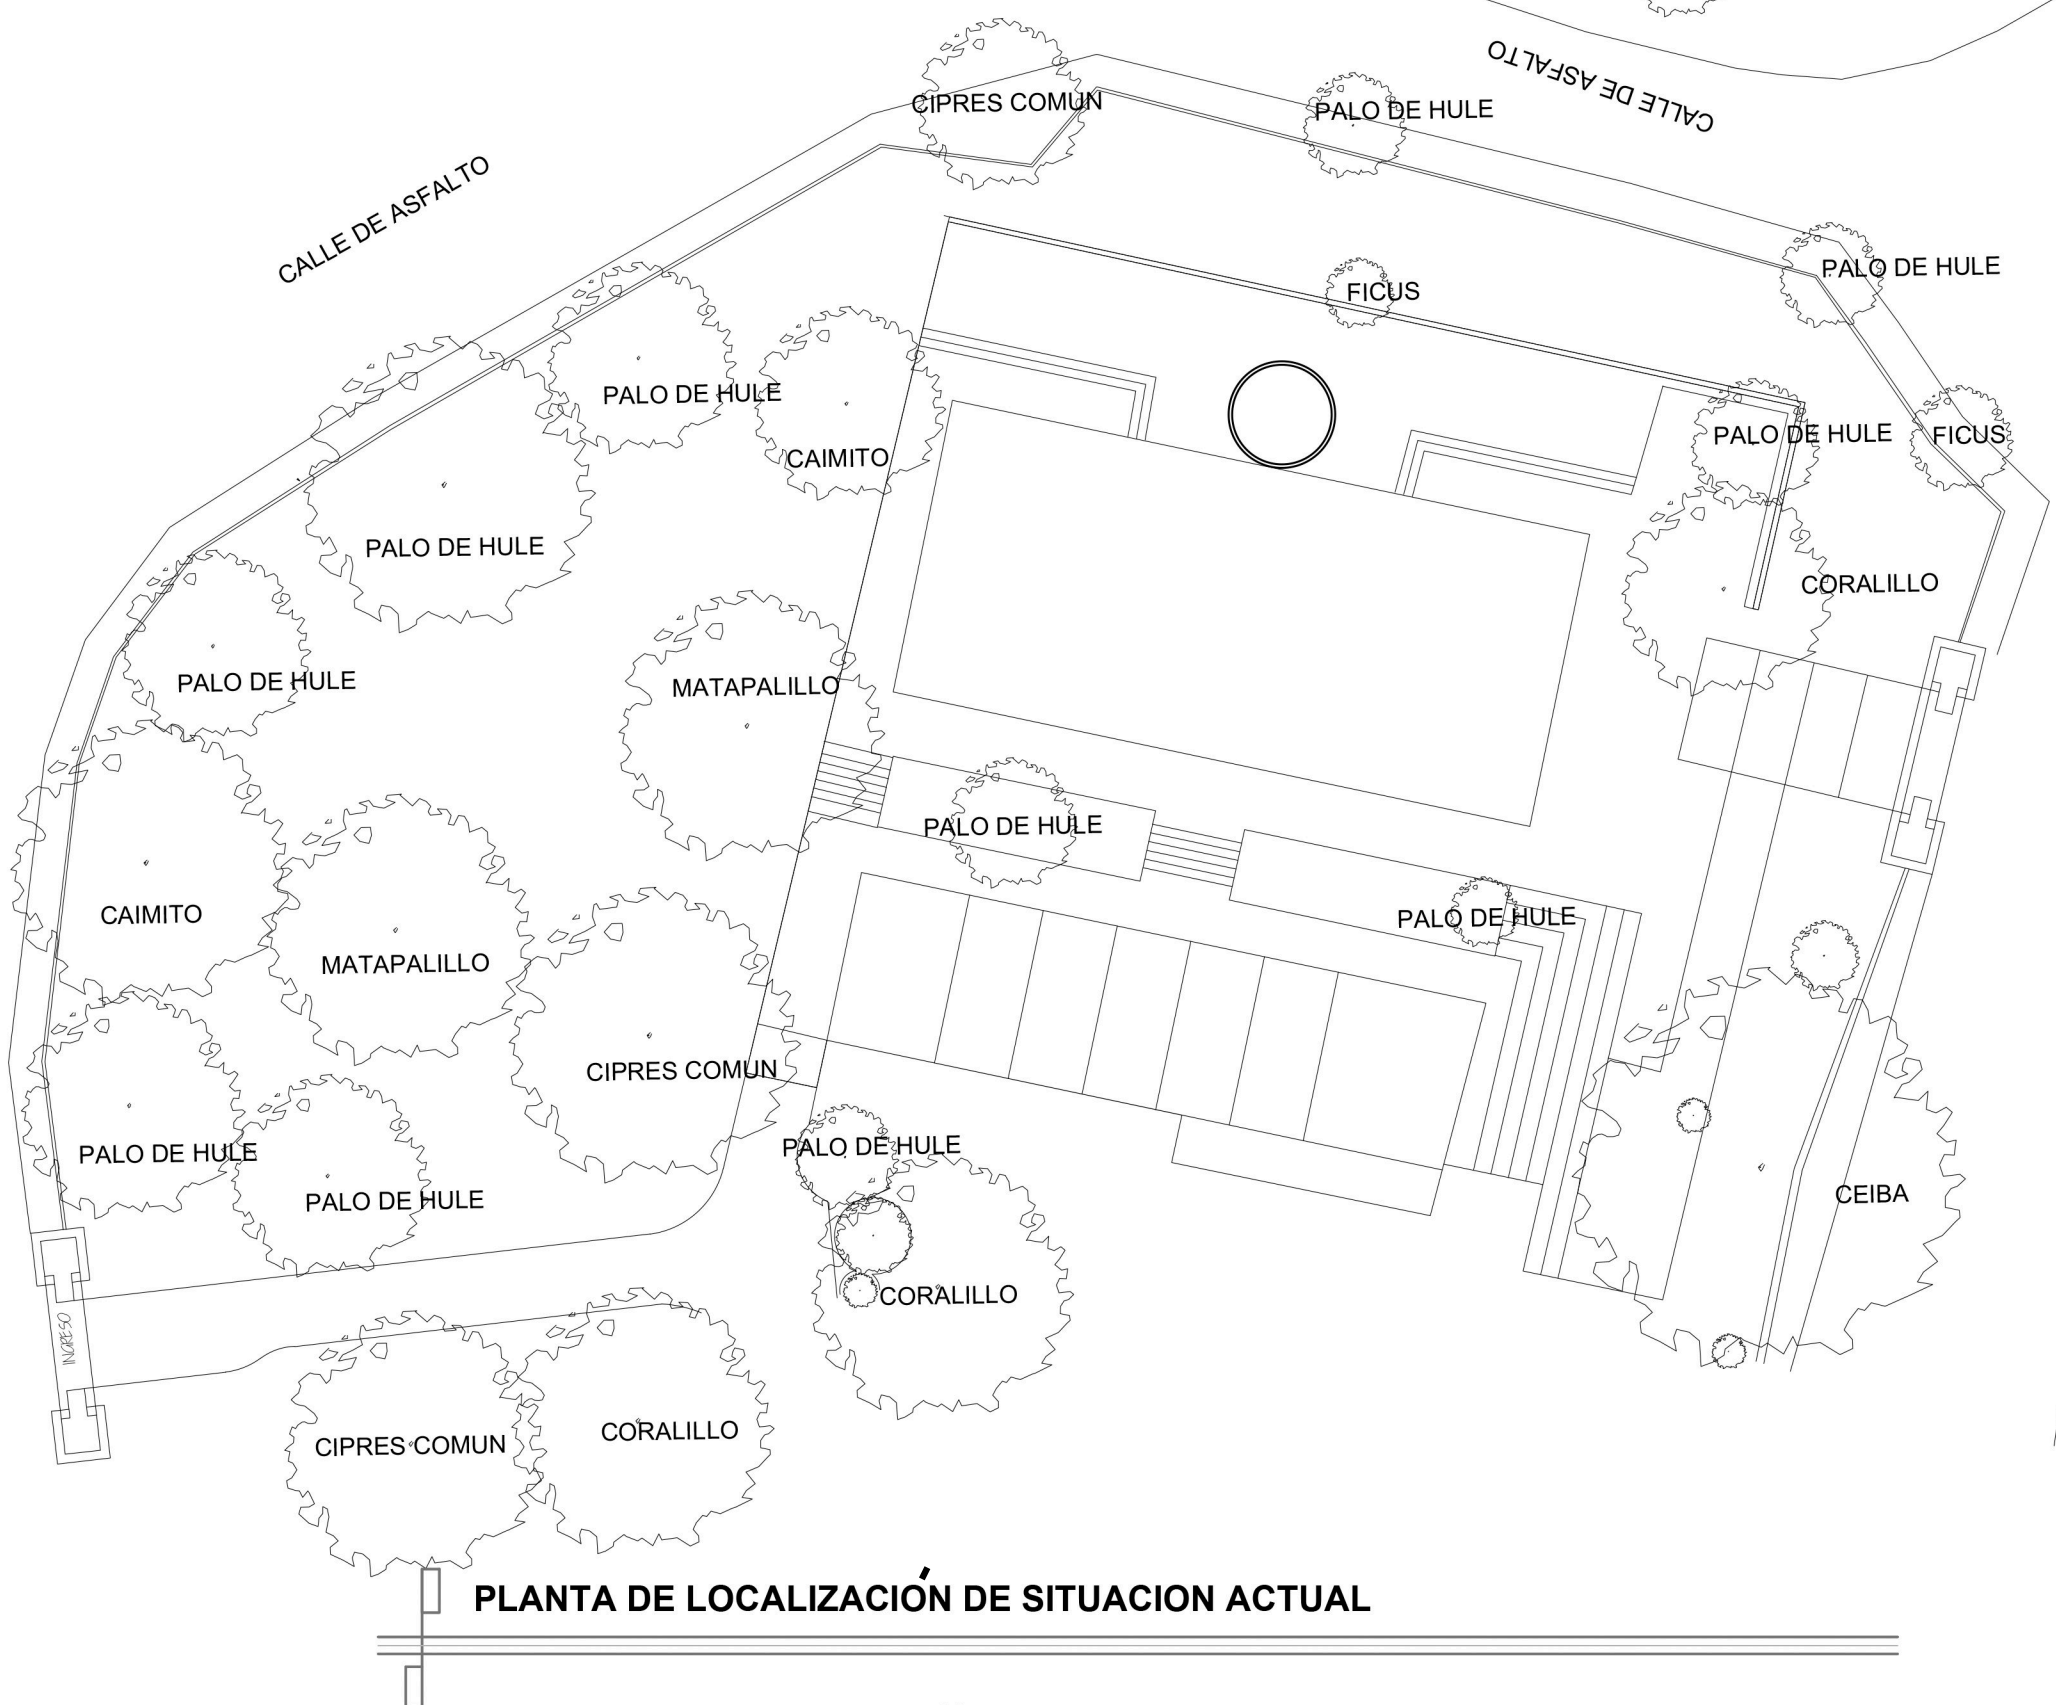 CALLE DE ASFALTO
CIPRES COMUN
PALO DE HULE
CALLE DE ASFALTO
PALO DE HULE
FICUS
PALO DE HULE
CAIMITO
PALO DE HULE
FICUS
PALO DE HULE
CORALILLO
PALO DE HULE
MATAPALILLO
PALO DE HULE
CAIMITO
PALO DE HULE
MATAPALILLO
CIPRES COMUN
PALO DE HULE
PALO DE HULE
PALO DE HULE
CEIBA
CORALILLO
INGRESO
CIPRES COMUN
CORALILLO
PLANTA DE LOCALIZACIÓN DE SITUACION ACTUAL